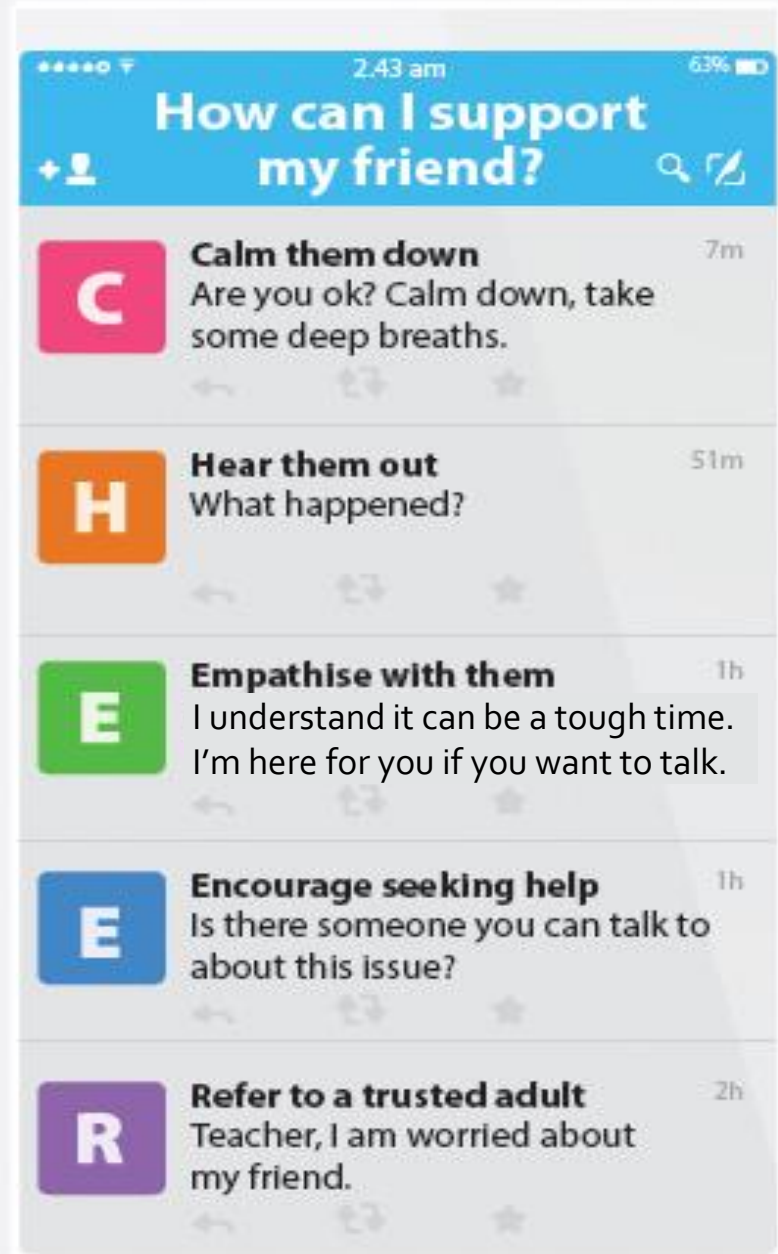 2.43 am
63%
How can I support
my friend?
C
Calm them down
7m
Are you ok? Calm down, take
some deep breaths.
H
Hear them out
51m
What happened?
E
Empathise with them
1h
I understand it can be a tough time.
I'm here for you if you want to talk.
E
Encourage seeking help
1h
Is there someone you can talk to
about this issue?
R
Refer to a trusted adult
2h
Teacher, I am worried about
my friend.